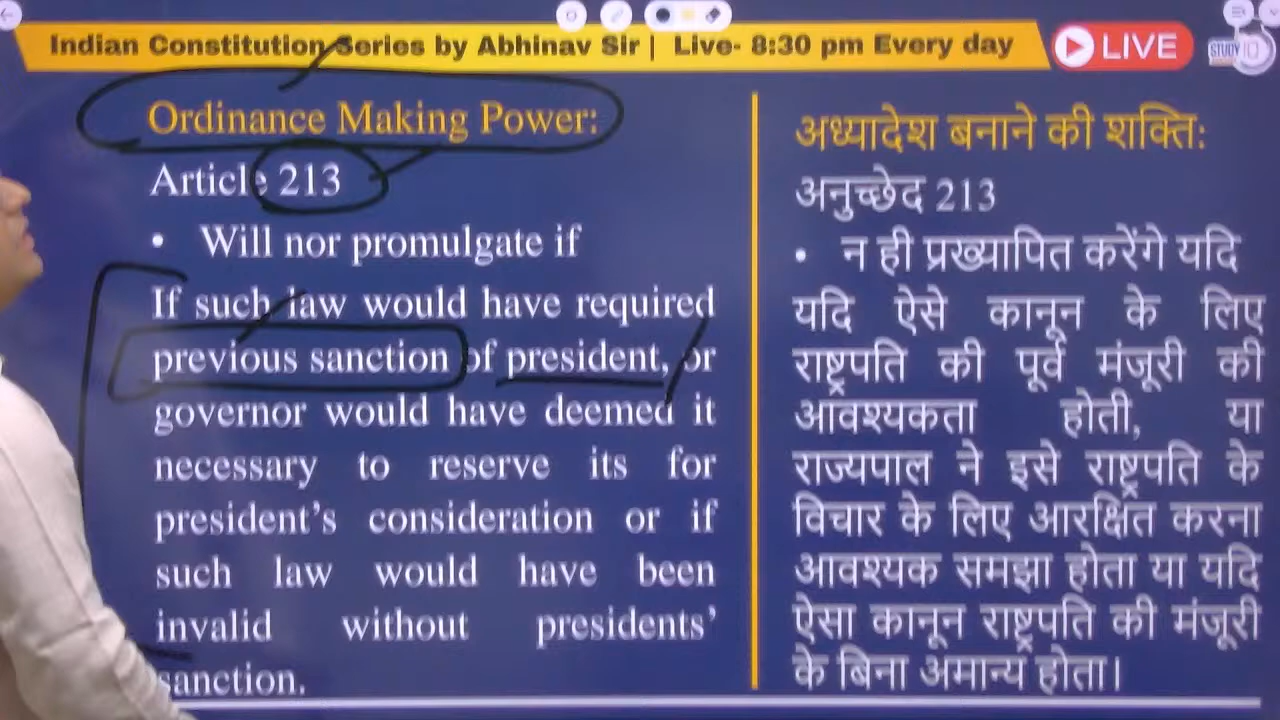 Indian Constitution Series by Abhinav Sir | Live- 8:30 pm Every day
LIVE
STUDY
Ordinance Making Power:
Article 213
• Will nor promulgate if
If such law would have required
previous sanction of president, or
governor would have deemed it
necessary to reserve its for
president's consideration or if
such law would have been
invalid without presidents'
sanction.
अध्यादेश बनाने की शक्ति:
अनुच्छेद 213
• न ही प्रख्यापित करेंगे यदि
यदि ऐसे कानून के लिए
राष्ट्रपति की पूर्व मंजूरी की
आवश्यकता होती, या
राज्यपाल ने इसे राष्ट्रपति के
विचार के लिए आरक्षित करना
आवश्यक समझा होता या यदि
ऐसा कानून राष्ट्रपति की मंजूरी
के बिना अमान्य होता।